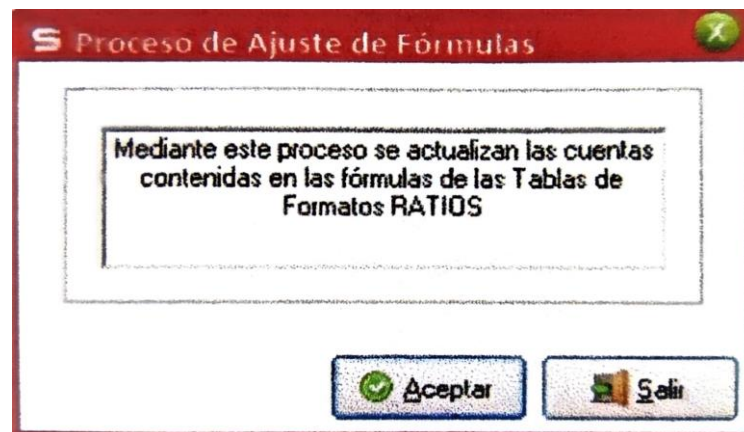 S Proceso de Ajuste de Fórmulas
Mediante este proceso se actualizan las cuentas
contenidas en las fórmulas de las Tablas de
Formatos RATIOS
Aceptar
Salir